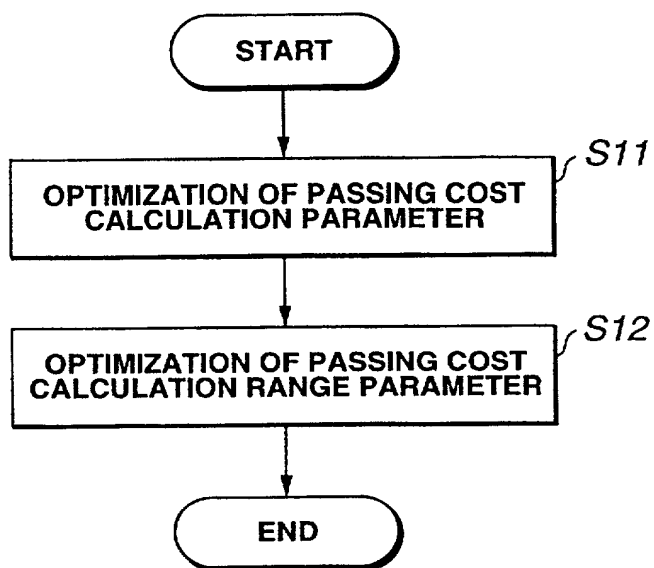 START
S11
OPTIMIZATION OF PASSING COST
CALCULATION PARAMETER
S12
OPTIMIZATION OF PASSING COST
CALCULATION RANGE PARAMETER
END